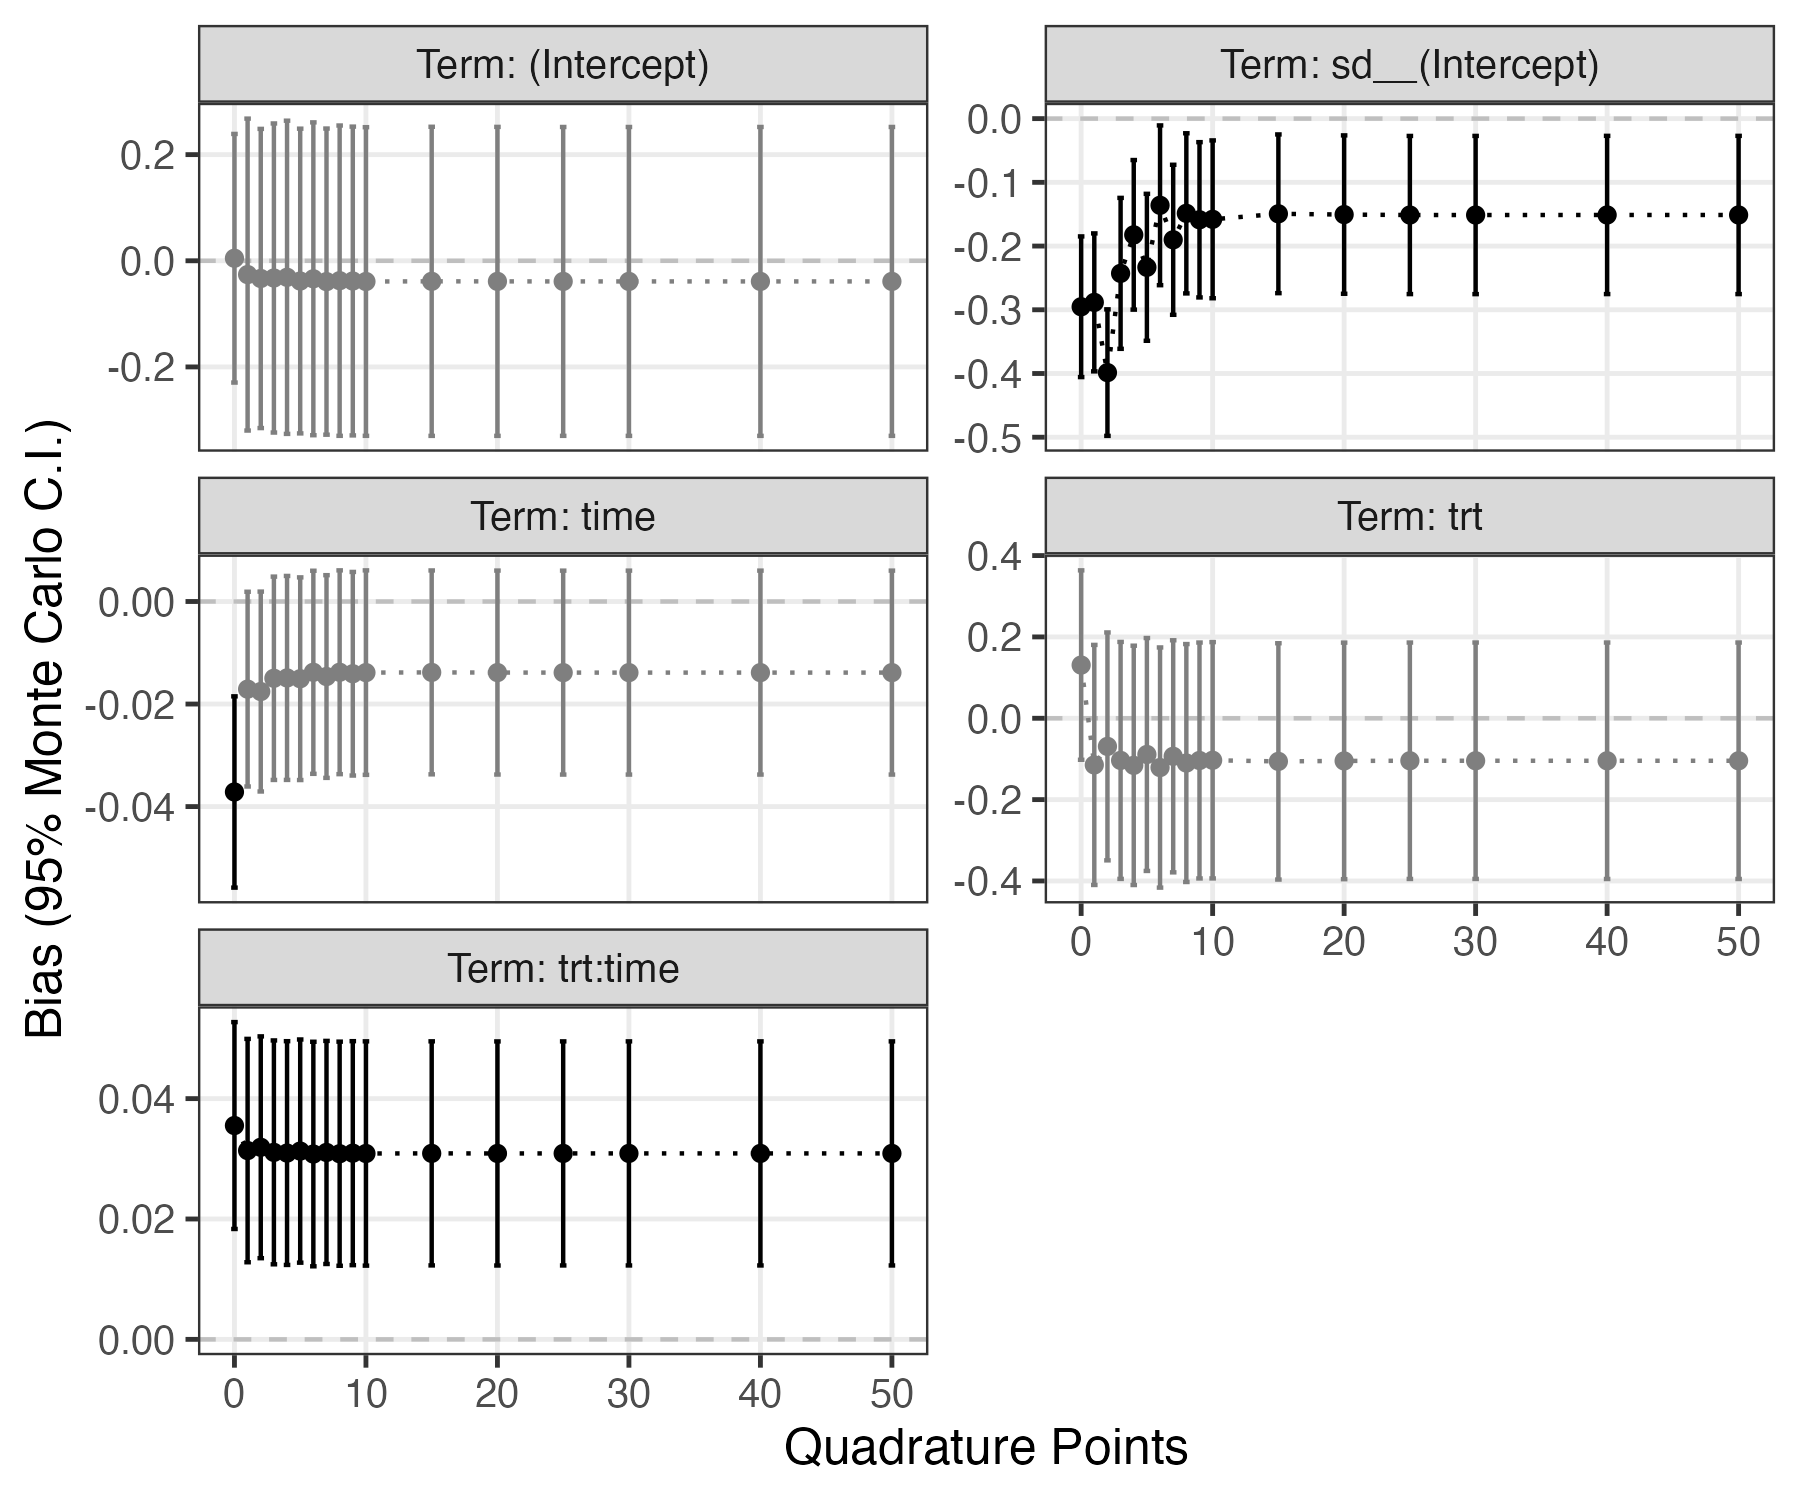 Term: (Intercept)
Term: sd__(Intercept)
0.2
0.0
-0.2
0.0
-0.1
-0.2
-0.3
-0.4
-0.5
Term: time
Term: trt
0.00
-0.02
-0.04
0.4
0.2
0.0
-0.2
-0.4
0 10 20 30 40 50
Term: trt:time
0.04
0.02
0.00
0 10 20 30 40 50
Quadrature Points
Bias (95% Monte Carlo C.I.)